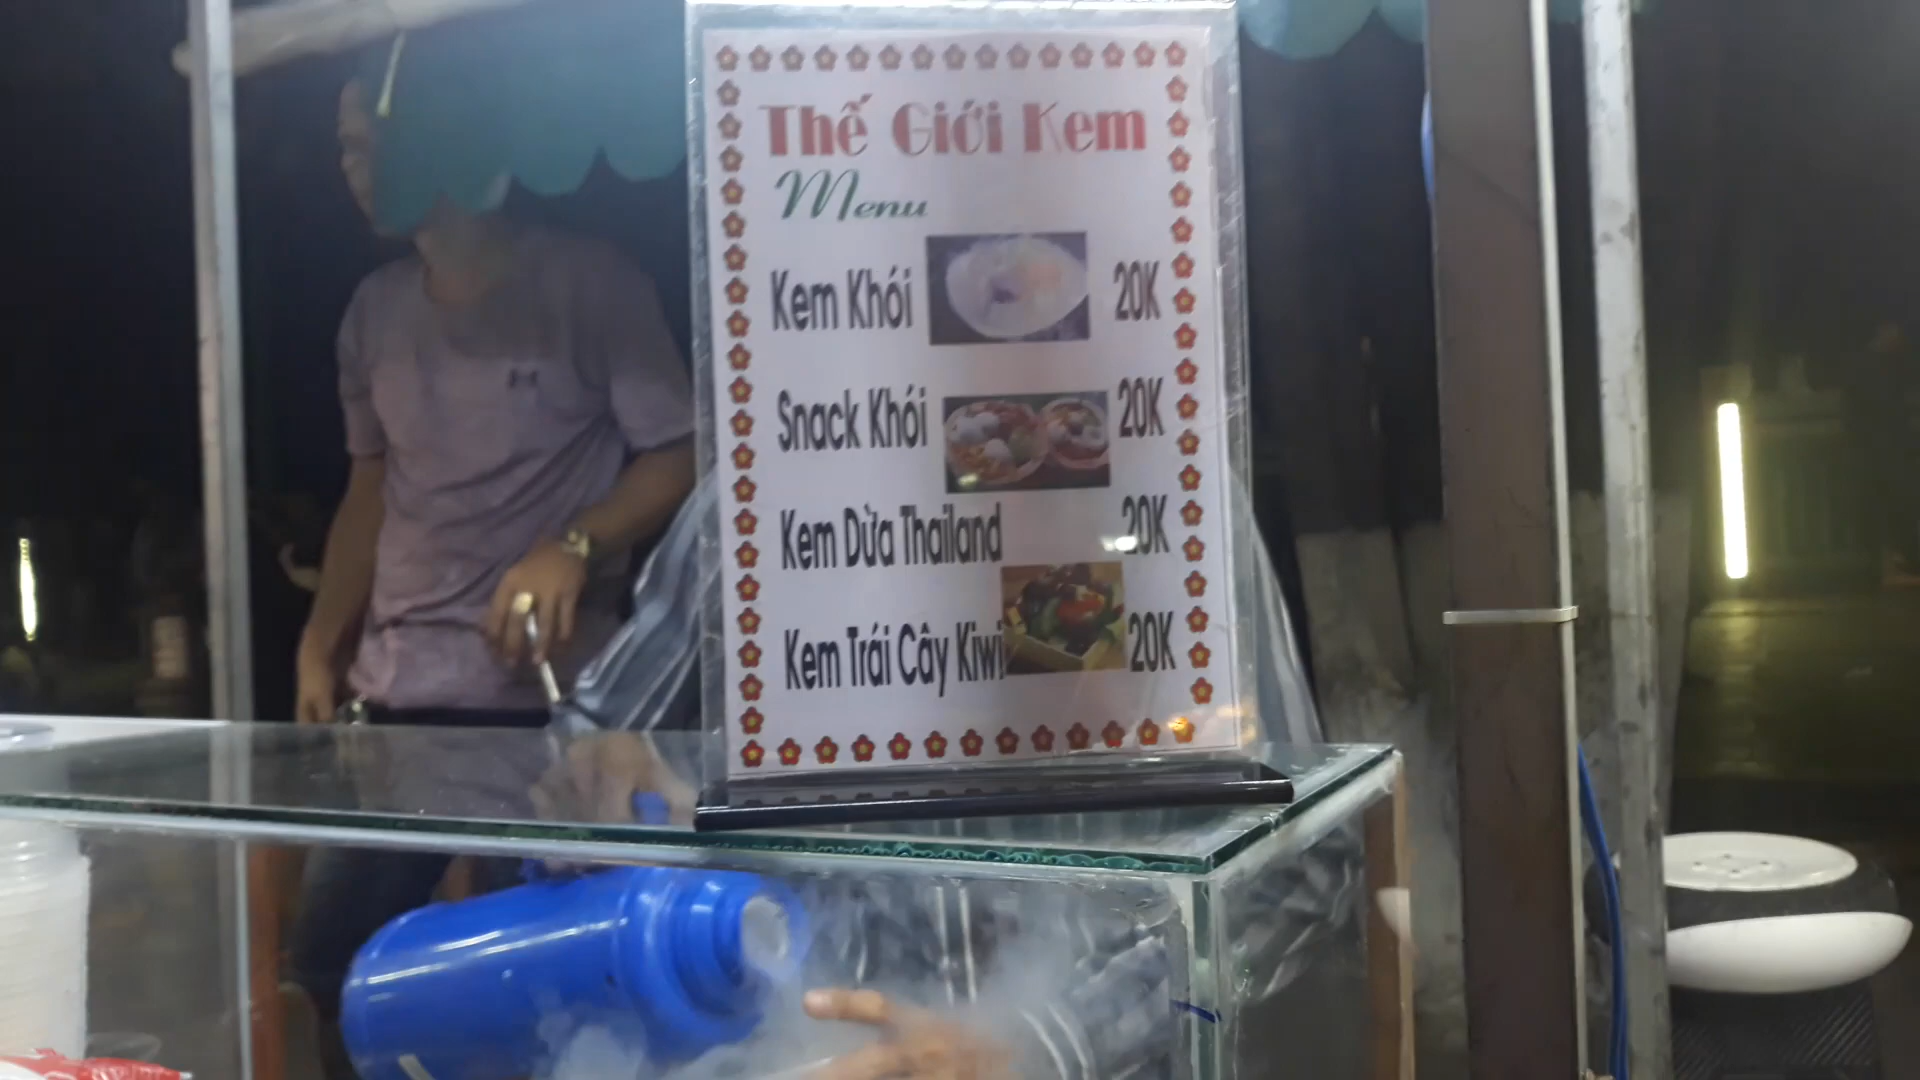 Thế Giới Kem
Menu
Kem Khói 20K
Snack Khói 20K
Kem Dừa Thailand 20K
Kem Trái Cây Kiwi 20K